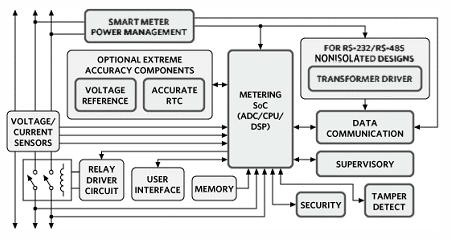 SMART METER
POWER MANAGEMENT
OPTIONAL EXTREME
ACCURACY COMPONENTS
VOLTAGE
REFERENCE
ACCURATE
RTC
METERING
SoC
(ADC/CPU/
DSP)
FOR RS-232/RS-485
NONISOLATED DESIGNS
TRANSFORMER DRIVER
VOLTAGE/
CURRENT
SENSORS
DATA
COMMUNICATION
RELAY
DRIVER
CIRCUIT
USER
INTERFACE
MEMORY
SUPERVISORY
SECURITY
TAMPER
DETECT